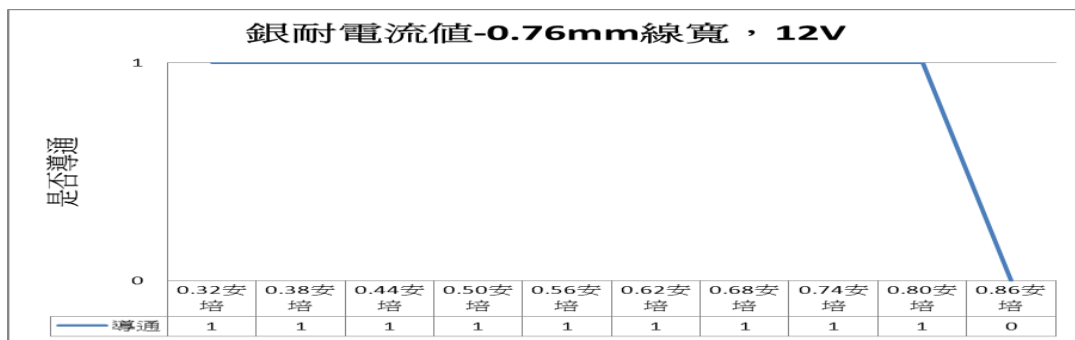 銀耐電流值-0.76mm線寬，12V
1
是否導通
0
0.32安培 0.38安培 0.44安培 0.50安培 0.56安培 0.62安培 0.68安培 0.74安培 0.80安培 0.86安培
導通 1 1 1 1 1 1 1 1 1 0